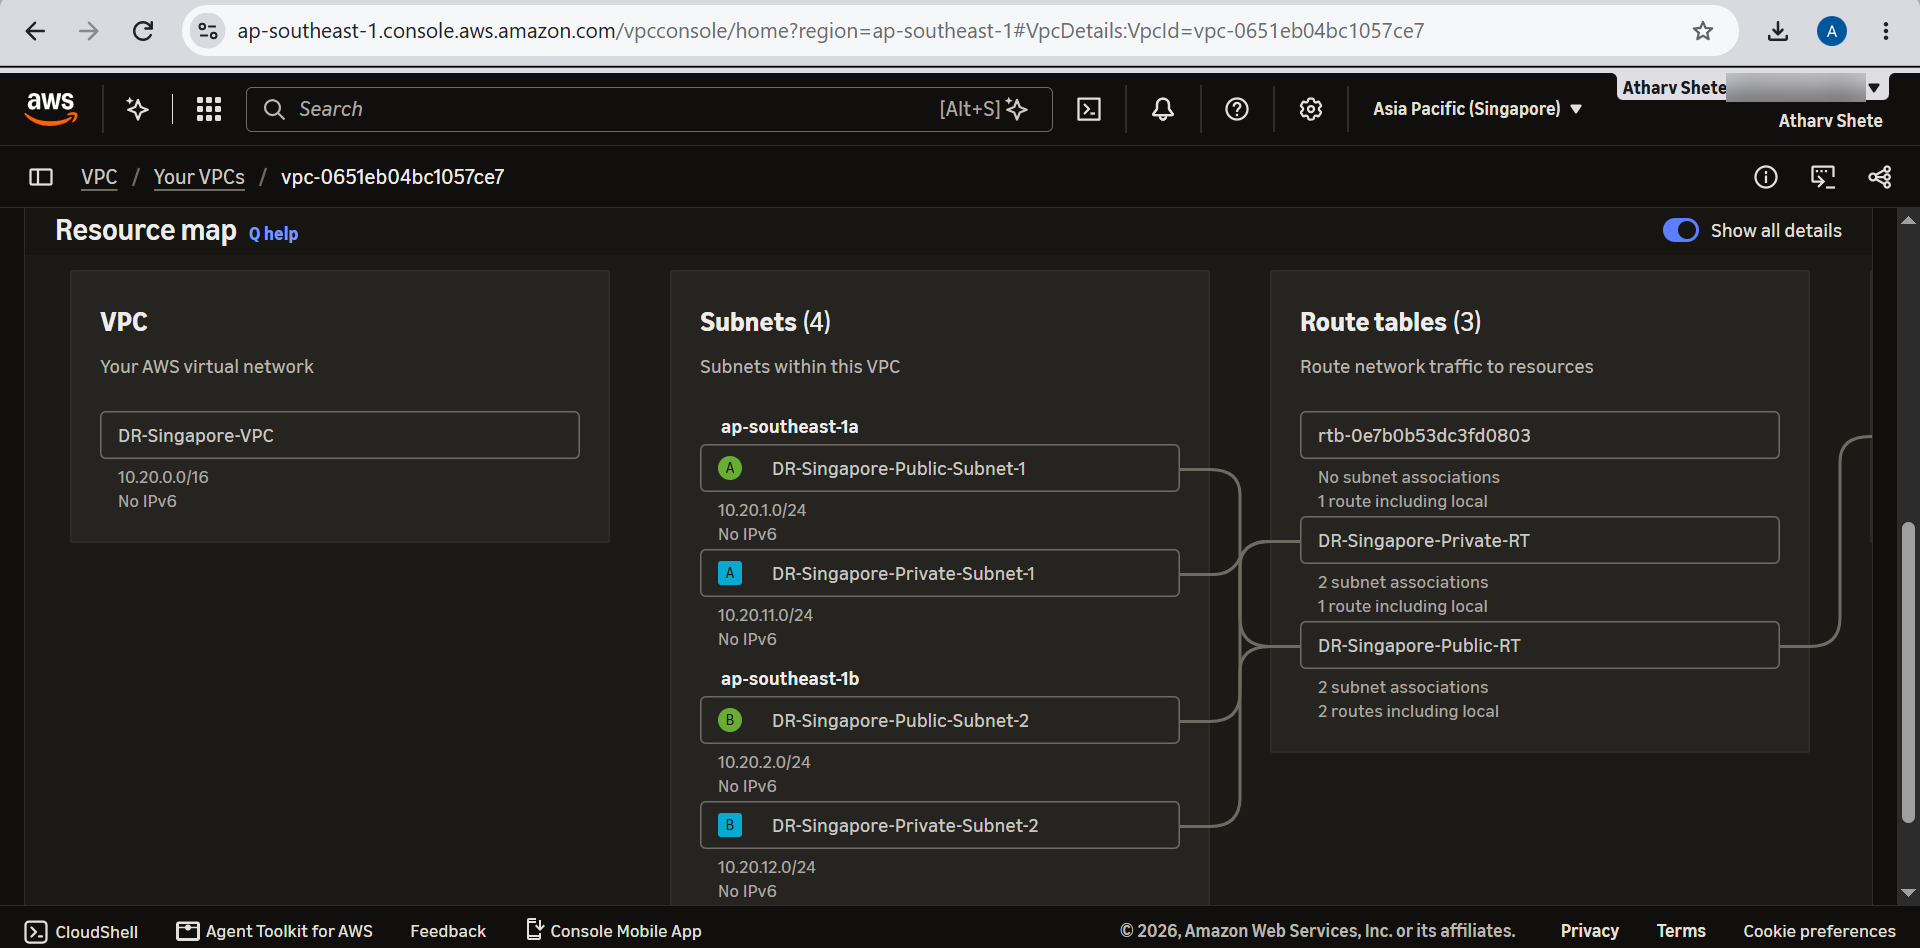 ap-southeast-1.console.aws.amazon.com/vpcconsole/home?region=ap-southeast-1#VpcDetails:VpcId=vpc-0651eb04bc1057ce7
A
aws
Search
[Alt+S]
Asia Pacific (Singapore)
Atharv Shete
Atharv Shete
VPC / Your VPCs / vpc-0651eb04bc1057ce7
Resource map
Q help
Show all details
VPC
Your AWS virtual network
DR-Singapore-VPC
10.20.0.0/16
No IPv6
Subnets (4)
Subnets within this VPC
ap-southeast-1a
A DR-Singapore-Public-Subnet-1
10.20.1.0/24
No IPv6
A DR-Singapore-Private-Subnet-1
10.20.11.0/24
No IPv6
ap-southeast-1b
B DR-Singapore-Public-Subnet-2
10.20.2.0/24
No IPv6
B DR-Singapore-Private-Subnet-2
10.20.12.0/24
No IPv6
Route tables (3)
Route network traffic to resources
rtb-0e7b0b53dc3fd0803
No subnet associations
1 route including local
DR-Singapore-Private-RT
2 subnet associations
1 route including local
DR-Singapore-Public-RT
2 subnet associations
2 routes including local
CloudShell
Agent Toolkit for AWS
Feedback
Console Mobile App
© 2026, Amazon Web Services, Inc. or its affiliates.
Privacy
Terms
Cookie preferences